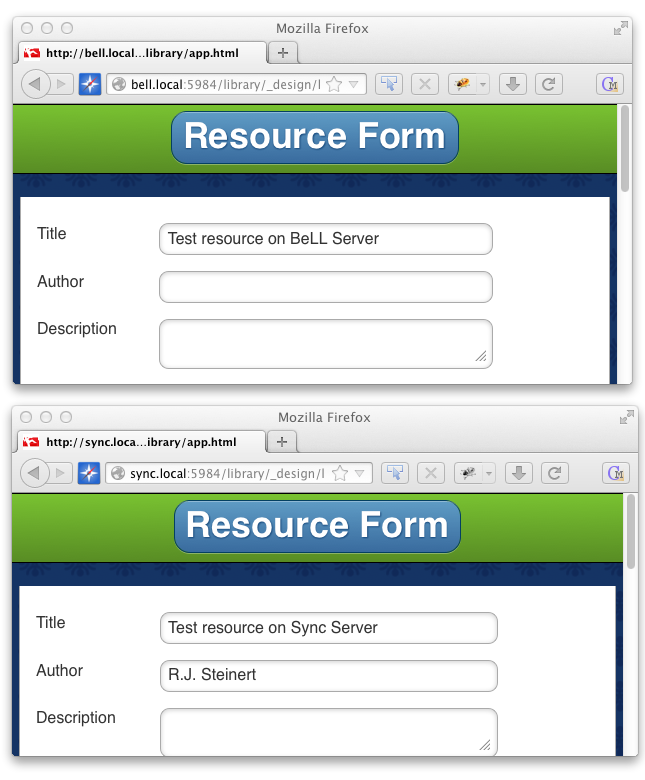 Mozilla Firefox
http://bell.local...library/app.html
bell.local:5984/library/_design/l
Resource Form
Title
Test resource on BeLL Server
Author
Description
Mozilla Firefox
http://sync.loca...ibrary/app.html
sync.local:5984/library/_design/l
Resource Form
Title
Test resource on Sync Server
Author
R.J. Steinert
Description